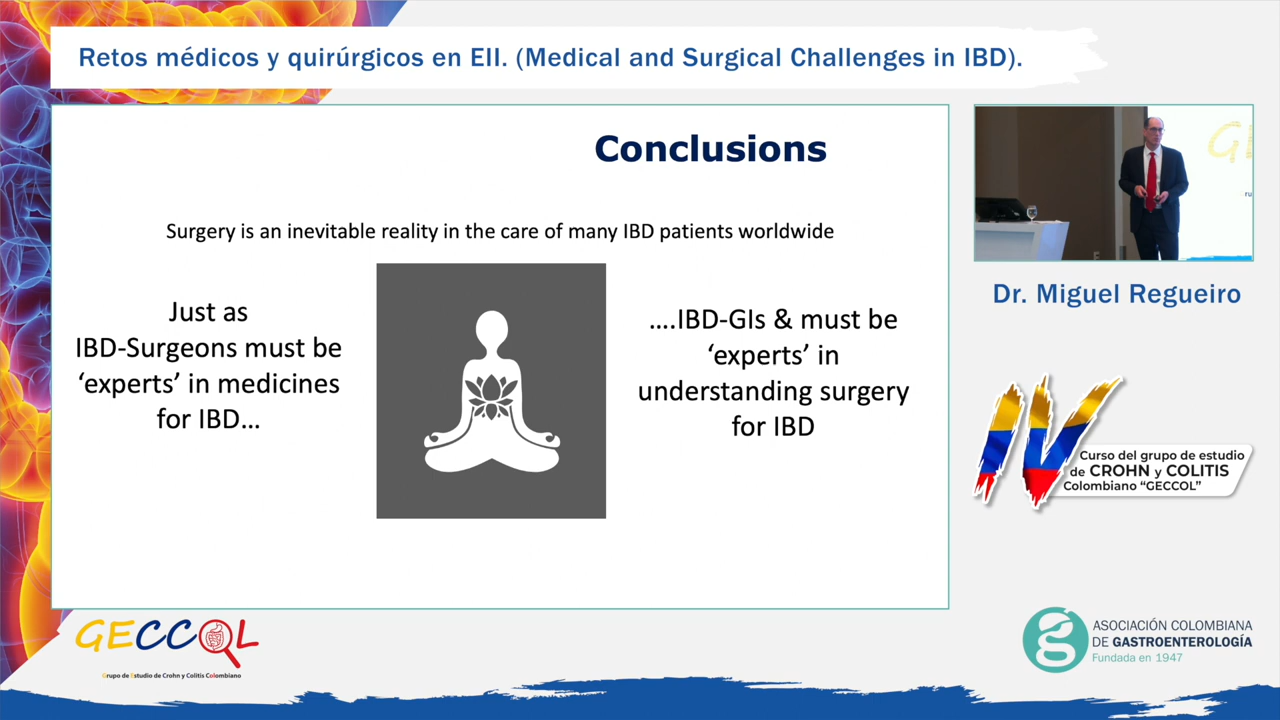 Retos médicos y quirúrgicos en EII. (Medical and Surgical Challenges in IBD).
Conclusions
Surgery is an inevitable reality in the care of many IBD patients worldwide
Just as
IBD-Surgeons must be
‘experts’ in medicines
for IBD…
….IBD-GIs & must be
‘experts’ in
understanding surgery
for IBD
Dr. Miguel Regueiro
IV
Curso del grupo de estudio
de CROHN y COLITIS
Colombiano “GECCOL”
GECCOL
Grupo de Estudio de Crohn y Colitis Colombiano
ASOCIACIÓN COLOMBIANA
DE GASTROENTEROLOGÍA
Fundada en 1947